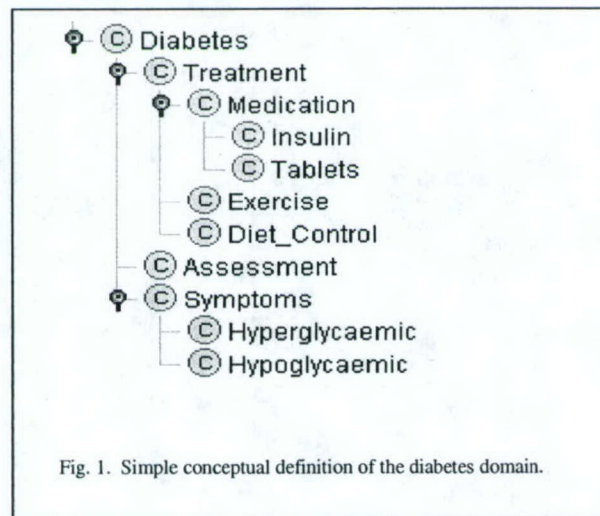 C Diabetes
C Treatment
C Medication
C Insulin
C Tablets
C Exercise
C Diet_Control
C Assessment
C Symptoms
C Hyperglycaemic
C Hypoglycaemic
Fig. 1. Simple conceptual definition of the diabetes domain.